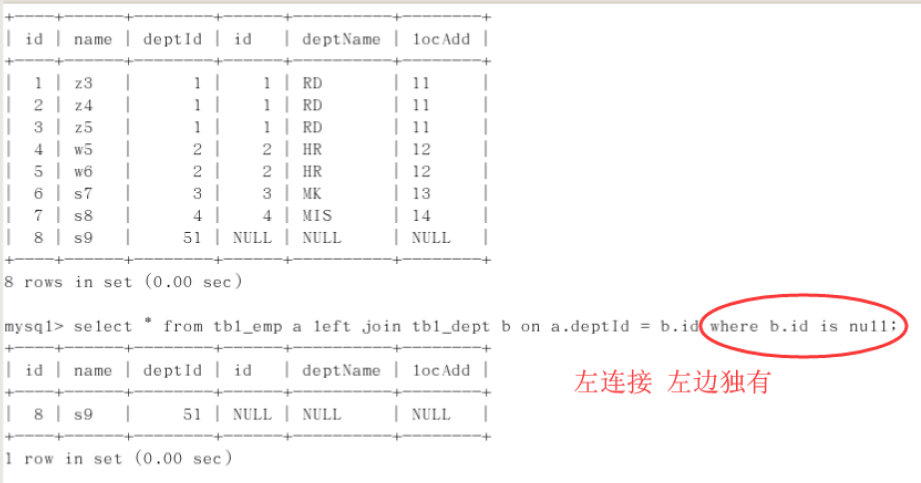 +----+------+--------+------+----------+--------+
| id | name | deptId | id   | deptName | locAdd |
+----+------+--------+------+----------+--------+
|  1 | z3   |      1 |    1 | RD       | 11     |
|  2 | z4   |      1 |    1 | RD       | 11     |
|  3 | z5   |      1 |    1 | RD       | 11     |
|  4 | w5   |      2 |    2 | HR       | 12     |
|  5 | w6   |      2 |    2 | HR       | 12     |
|  6 | s7   |      3 |    3 | MK       | 13     |
|  7 | s8   |      4 |    4 | MIS      | 14     |
|  8 | s9   |     51 | NULL | NULL     | NULL   |
+----+------+--------+------+----------+--------+
8 rows in set (0.00 sec)
mysql> select * from tbl_emp a left join tbl_dept b on a.deptId = b.id where b.id is null;
+----+------+--------+------+----------+--------+
| id | name | deptId | id   | deptName | locAdd |
+----+------+--------+------+----------+--------+
|  8 | s9   |     51 | NULL | NULL     | NULL   |
+----+------+--------+------+----------+--------+
左连接 左边独有
1 row in set (0.00 sec)